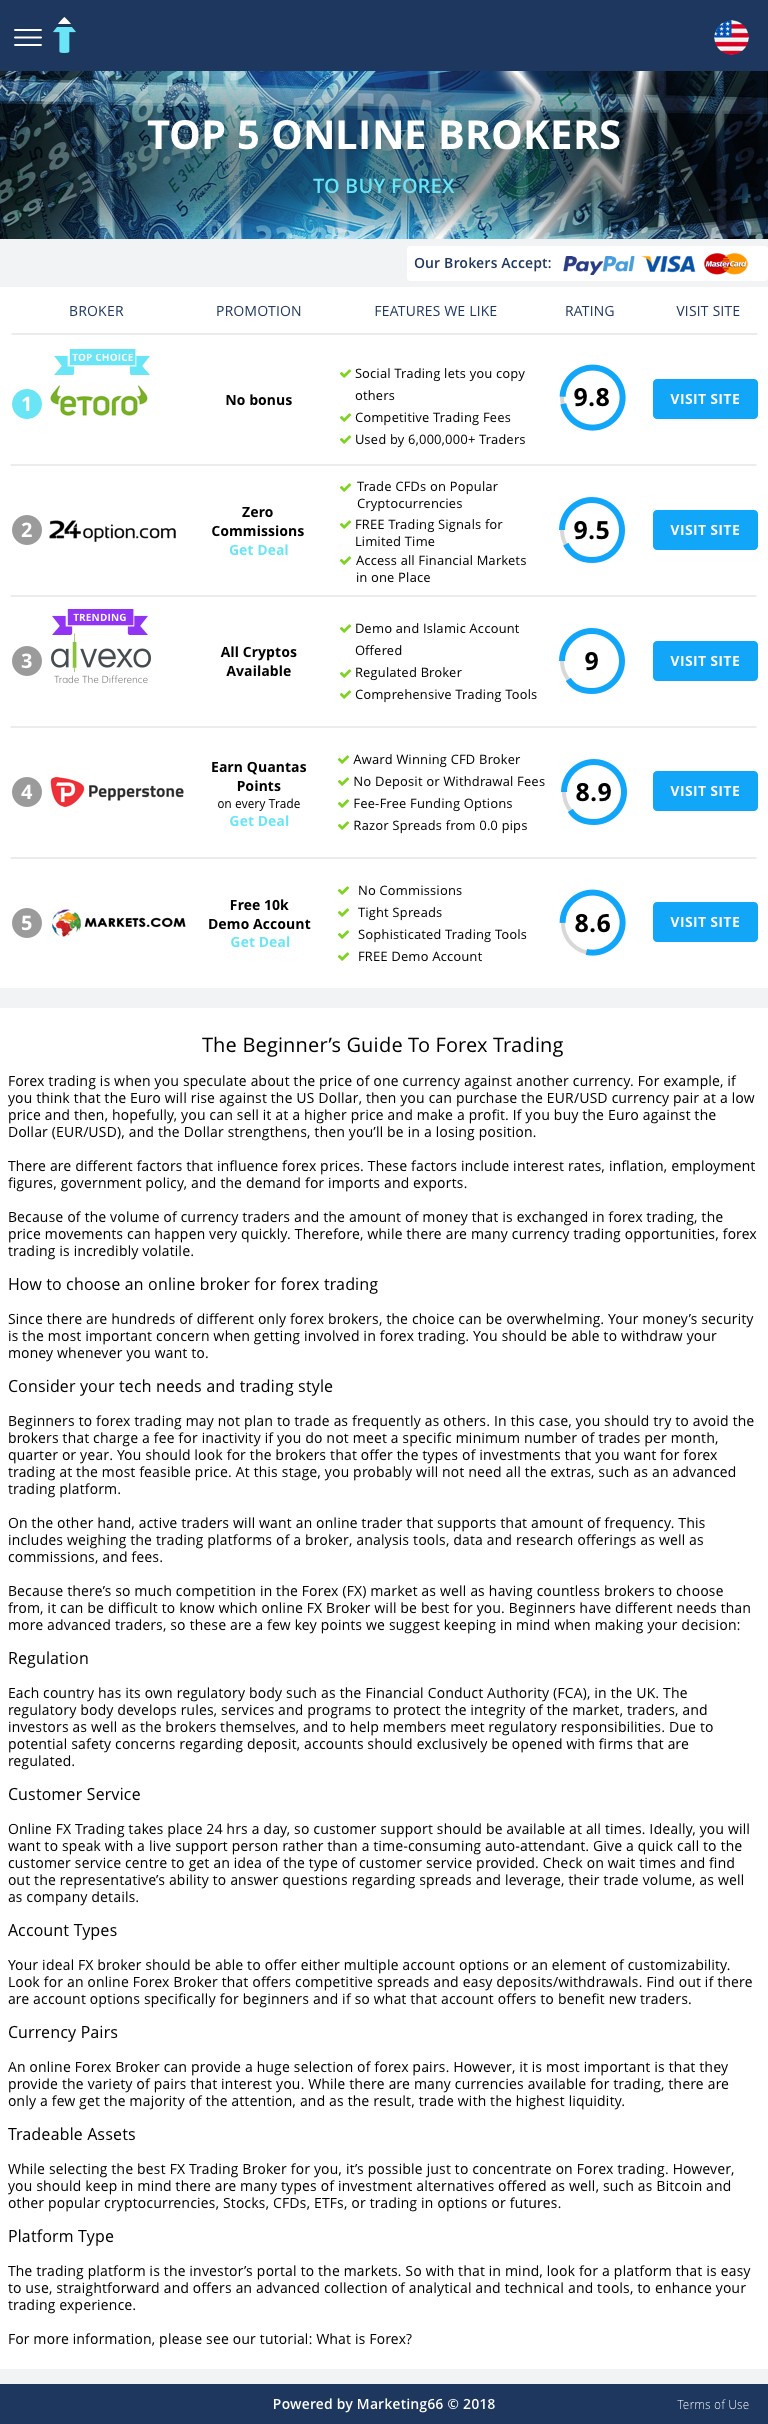 TOP 5 ONLINE BROKERS
TO BUY FOREX
Our Brokers Accept: PayPal VISA MasterCard
BROKER PROMOTION FEATURES WE LIKE RATING VISIT SITE
TOP CHOICE
1 eToro
No bonus
Social Trading lets you copy
others
Competitive Trading Fees
Used by 6,000,000+ Traders
9.8
VISIT SITE
2 24option.com
Zero
Commissions
Get Deal
Trade CFDs on Popular
Cryptocurrencies
FREE Trading Signals for
Limited Time
Access all Financial Markets
in one Place
9.5
VISIT SITE
TRENDING
3 alvexo
Trade The Difference
All Cryptos
Available
Demo and Islamic Account
Offered
Regulated Broker
Comprehensive Trading Tools
9
VISIT SITE
4 Pepperstone
Earn Quantas
Points
on every Trade
Get Deal
Award Winning CFD Broker
No Deposit or Withdrawal Fees
Fee-Free Funding Options
Razor Spreads from 0.0 pips
8.9
VISIT SITE
5 MARKETS.COM
Free 10k
Demo Account
Get Deal
No Commissions
Tight Spreads
Sophisticated Trading Tools
FREE Demo Account
8.6
VISIT SITE
The Beginner’s Guide To Forex Trading
Forex trading is when you speculate about the price of one currency against another currency. For example, if
you think that the Euro will rise against the US Dollar, then you can purchase the EUR/USD currency pair at a low
price and then, hopefully, you can sell it at a higher price and make a profit. If you buy the Euro against the
Dollar (EUR/USD), and the Dollar strengthens, then you’ll be in a losing position.
There are different factors that influence forex prices. These factors include interest rates, inflation, employment
figures, government policy, and the demand for imports and exports.
Because of the volume of currency traders and the amount of money that is exchanged in forex trading, the
price movements can happen very quickly. Therefore, while there are many currency trading opportunities, forex
trading is incredibly volatile.
How to choose an online broker for forex trading
Since there are hundreds of different only forex brokers, the choice can be overwhelming. Your money’s security
is the most important concern when getting involved in forex trading. You should be able to withdraw your
money whenever you want to.
Consider your tech needs and trading style
Beginners to forex trading may not plan to trade as frequently as others. In this case, you should try to avoid the
brokers that charge a fee for inactivity if you do not meet a specific minimum number of trades per month,
quarter or year. You should look for the brokers that offer the types of investments that you want for forex
trading at the most feasible price. At this stage, you probably will not need all the extras, such as an advanced
trading platform.
On the other hand, active traders will want an online trader that supports that amount of frequency. This
includes weighing the trading platforms of a broker, analysis tools, data and research offerings as well as
commissions, and fees.
Because there’s so much competition in the Forex (FX) market as well as having countless brokers to choose
from, it can be difficult to know which online FX Broker will be best for you. Beginners have different needs than
more advanced traders, so these are a few key points we suggest keeping in mind when making your decision:
Regulation
Each country has its own regulatory body such as the Financial Conduct Authority (FCA), in the UK. The
regulatory body develops rules, services and programs to protect the integrity of the market, traders, and
investors as well as the brokers themselves, and to help members meet regulatory responsibilities. Due to
potential safety concerns regarding deposit, accounts should exclusively be opened with firms that are
regulated.
Customer Service
Online FX Trading takes place 24 hrs a day, so customer support should be available at all times. Ideally, you will
want to speak with a live support person rather than a time-consuming auto-attendant. Give a quick call to the
customer service centre to get an idea of the type of customer service provided. Check on wait times and find
out the representative’s ability to answer questions regarding spreads and leverage, their trade volume, as well
as company details.
Account Types
Your ideal FX broker should be able to offer either multiple account options or an element of customizability.
Look for an online Forex Broker that offers competitive spreads and easy deposits/withdrawals. Find out if there
are account options specifically for beginners and if so what that account offers to benefit new traders.
Currency Pairs
An online Forex Broker can provide a huge selection of forex pairs. However, it is most important is that they
provide the variety of pairs that interest you. While there are many currencies available for trading, there are
only a few get the majority of the attention, and as the result, trade with the highest liquidity.
Tradeable Assets
While selecting the best FX Trading Broker for you, it’s possible just to concentrate on Forex trading. However,
you should keep in mind there are many types of investment alternatives offered as well, such as Bitcoin and
other popular cryptocurrencies, Stocks, CFDs, ETFs, or trading in options or futures.
Platform Type
The trading platform is the investor’s portal to the markets. So with that in mind, look for a platform that is easy
to use, straightforward and offers an advanced collection of analytical and technical and tools, to enhance your
trading experience.
For more information, please see our tutorial: What is Forex?
Powered by Marketing66 © 2018
Terms of Use